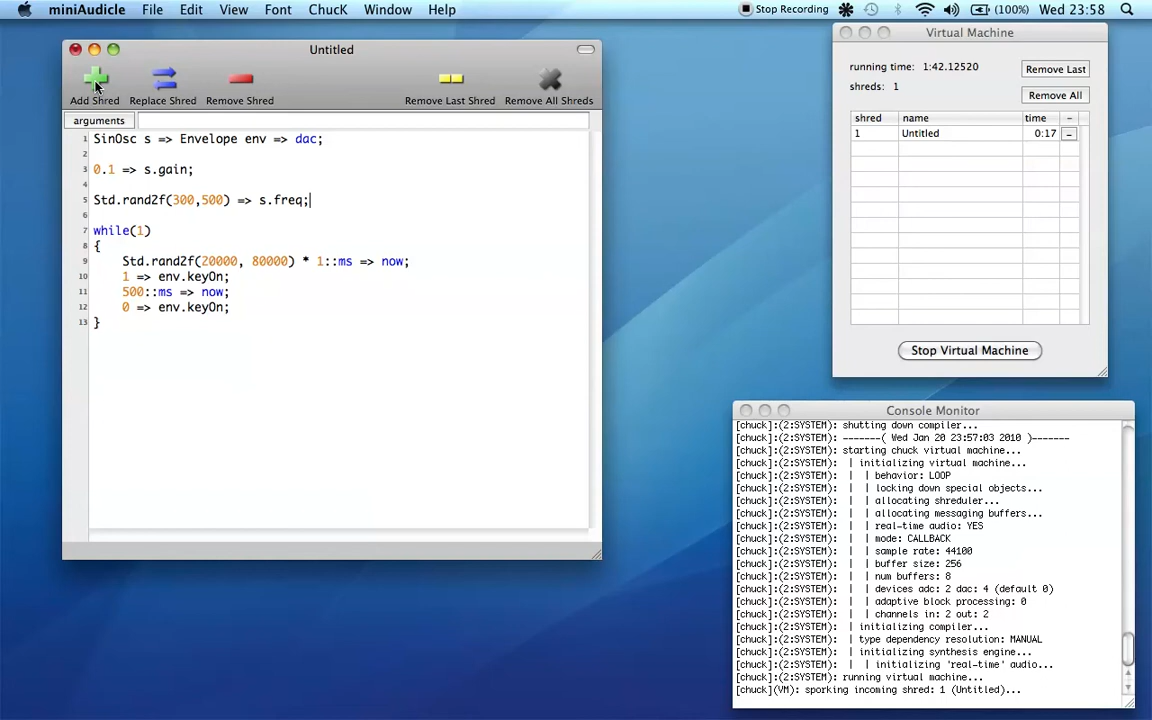 miniAudicle File Edit View Font ChucK Window Help Stop Recording (100%) Wed 23:58
Untitled
Add Shred Replace Shred Remove Shred Remove Last Shred Remove All Shreds
arguments
1 SinOsc s => Envelope env => dac;
2
3 0.1 => s.gain;
4
5 Std.rand2f(300,500) => s.freq;
6
7 while(1)
8 {
9 Std.rand2f(20000, 80000) * 1::ms => now;
10 1 => env.keyOn;
11 500::ms => now;
12 0 => env.keyOn;
13 }
Virtual Machine
running time: 1:42.12520
Remove Last
shreds: 1
Remove All
shred name time –
1 Untitled 0:17 –
Stop Virtual Machine
Console Monitor
[chuck]:(2:SYSTEM): shutting down compiler...
[chuck]:(2:SYSTEM): -------( Wed Jan 20 23:57:03 2010 )-------
[chuck]:(2:SYSTEM): starting chuck virtual machine...
[chuck]:(2:SYSTEM): | initializing virtual machine...
[chuck]:(2:SYSTEM): | | behavior: LOOP
[chuck]:(2:SYSTEM): | | locking down special objects...
[chuck]:(2:SYSTEM): | | allocating shreduler...
[chuck]:(2:SYSTEM): | | allocating messaging buffers...
[chuck]:(2:SYSTEM): | | real-time audio: YES
[chuck]:(2:SYSTEM): | | mode: CALLBACK
[chuck]:(2:SYSTEM): | | sample rate: 44100
[chuck]:(2:SYSTEM): | | buffer size: 256
[chuck]:(2:SYSTEM): | | num buffers: 8
[chuck]:(2:SYSTEM): | | devices adc: 2 dac: 4 (default 0)
[chuck]:(2:SYSTEM): | | adaptive block processing: 0
[chuck]:(2:SYSTEM): | | channels in: 2 out: 2
[chuck]:(2:SYSTEM): | initializing compiler...
[chuck]:(2:SYSTEM): | type dependency resolution: MANUAL
[chuck]:(2:SYSTEM): | initializing synthesis engine...
[chuck]:(2:SYSTEM): | | initializing 'real-time' audio...
[chuck]:(2:SYSTEM): running virtual machine...
[chuck](VM): sporking incoming shred: 1 (Untitled)...